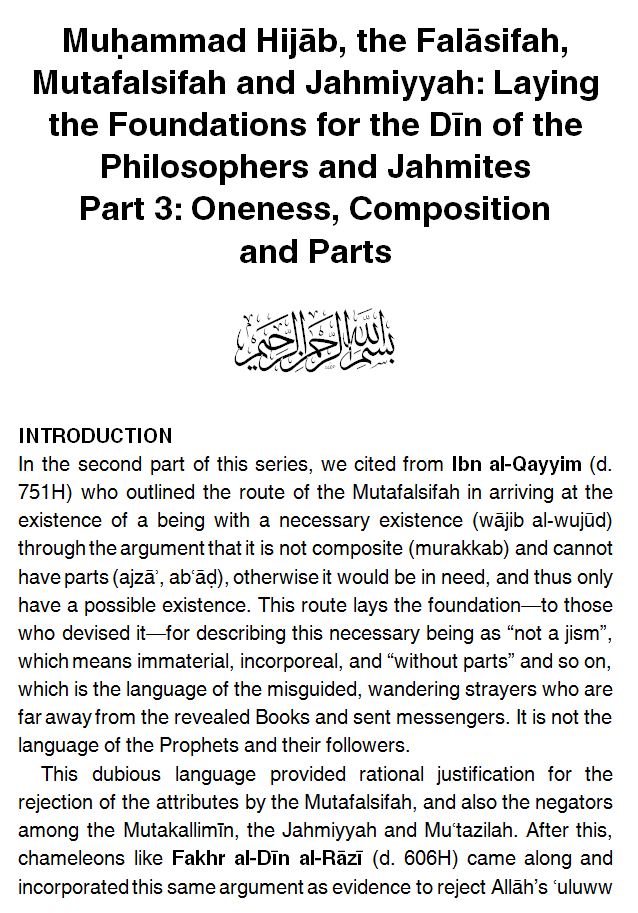 Muḥammad Hijāb, the Falāsifah,
Mutafalsifah and Jahmiyyah: Laying
the Foundations for the Dīn of the
Philosophers and Jahmites
Part 3: Oneness, Composition
and Parts
بسم الله الرحمن الرحيم
INTRODUCTION
In the second part of this series, we cited from Ibn al-Qayyim (d.
751H) who outlined the route of the Mutafalsifah in arriving at the
existence of a being with a necessary existence (wājib al-wujūd)
through the argument that it is not composite (murakkab) and cannot
have parts (ajzāʾ, abʿāḍ), otherwise it would be in need, and thus only
have a possible existence. This route lays the foundation—to those
who devised it—for describing this necessary being as “not a jism”,
which means immaterial, incorporeal, and “without parts” and so on,
which is the language of the misguided, wandering strayers who are
far away from the revealed Books and sent messengers. It is not the
language of the Prophets and their followers.
This dubious language provided rational justification for the
rejection of the attributes by the Mutafalsifah, and also the negators
among the Mutakallimīn, the Jahmiyyah and Muʿtazilah. After this,
chameleons like Fakhr al-Dīn al-Rāzī (d. 606H) came along and
incorporated this same argument as evidence to reject Allāh’s ʿuluww